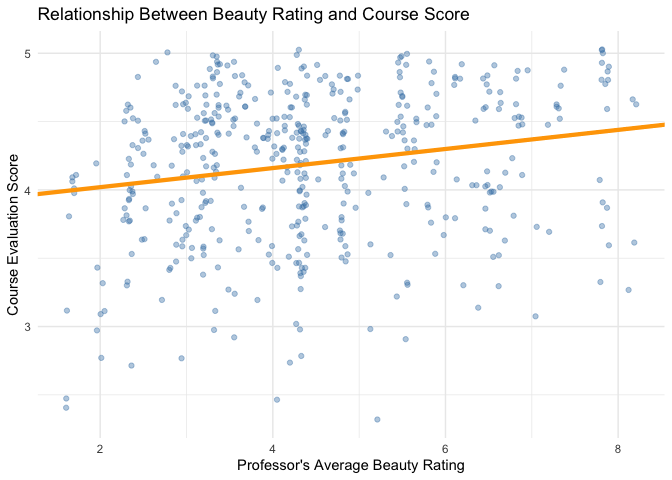 Relationship Between Beauty Rating and Course Score
5
4
3
Course Evaluation Score
2 4 6 8
Professor's Average Beauty Rating